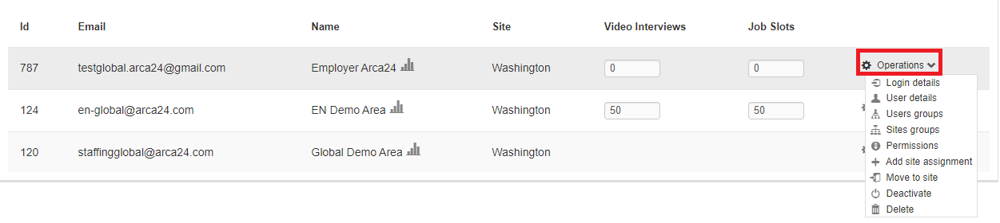 Id Email Name Site Video Interviews Job Slots
787 testglobal.arca24@gmail.com Employer Arca24 Washington 0 0 Operations
Login details
User details
124 en-global@arca24.com EN Demo Area Washington 50 50
Users groups
Sites groups
Permissions
120 staffingglobal@arca24.com Global Demo Area Washington
Add site assignment
Move to site
Deactivate
Delete